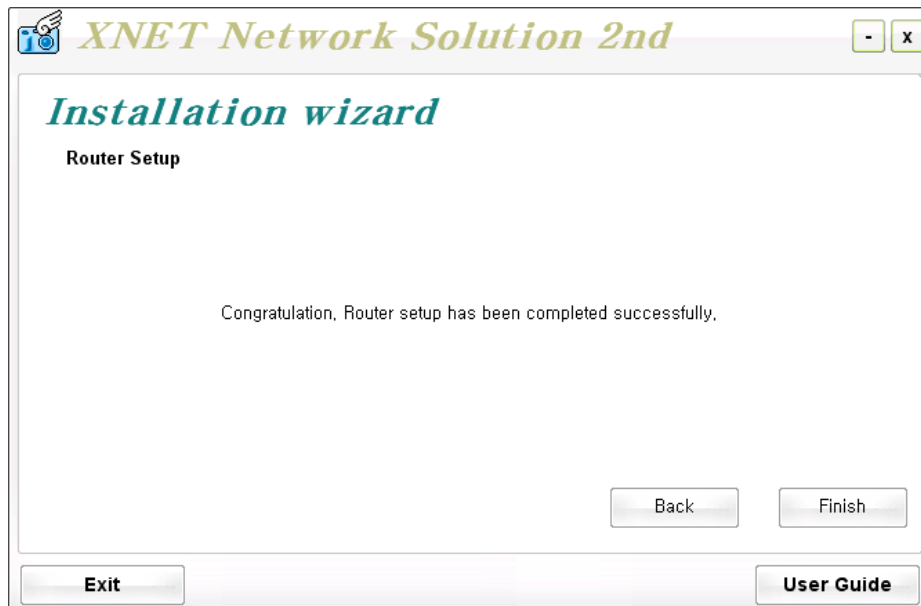 XNET Network Solution 2nd
- x
Installation wizard
Router Setup
Congratulation, Router setup has been completed successfully,
Back Finish
Exit User Guide